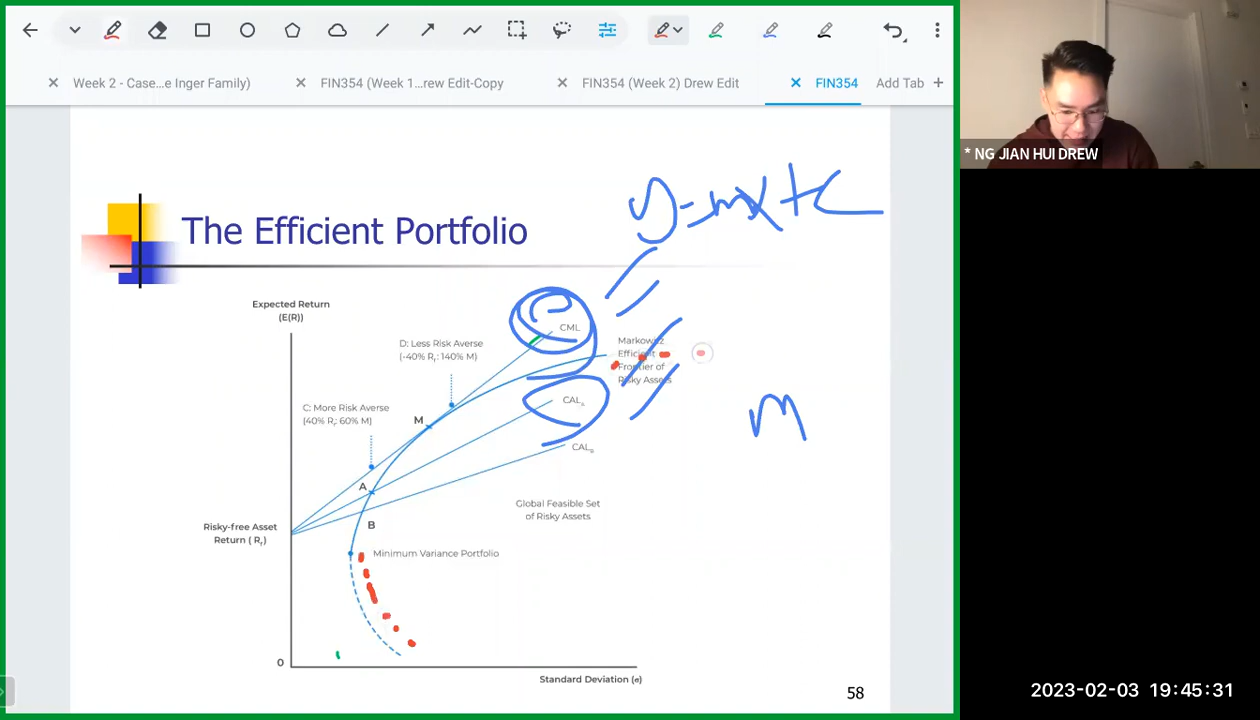 Week 2 - Case...e Inger Family)
FIN354 (Week 1...rew Edit-Copy
FIN354 (Week 2) Drew Edit
FIN354
Add Tab +
* NG JIAN HUI DREW
y=mx+c
The Efficient Portfolio
Expected Return
(E(R))
CML
D: Less Risk Averse
(-40% Rf: 140% M)
Markowitz
Efficient
Frontier of
Risky Assets
C: More Risk Averse
(40% Rf: 60% M)
CALA
M
m
CALB
A
Global Feasible Set
of Risky Assets
B
Risky-free Asset
Return ( Rf)
Minimum Variance Portfolio
0
Standard Deviation (σ)
58
2023-02-03 19:45:31